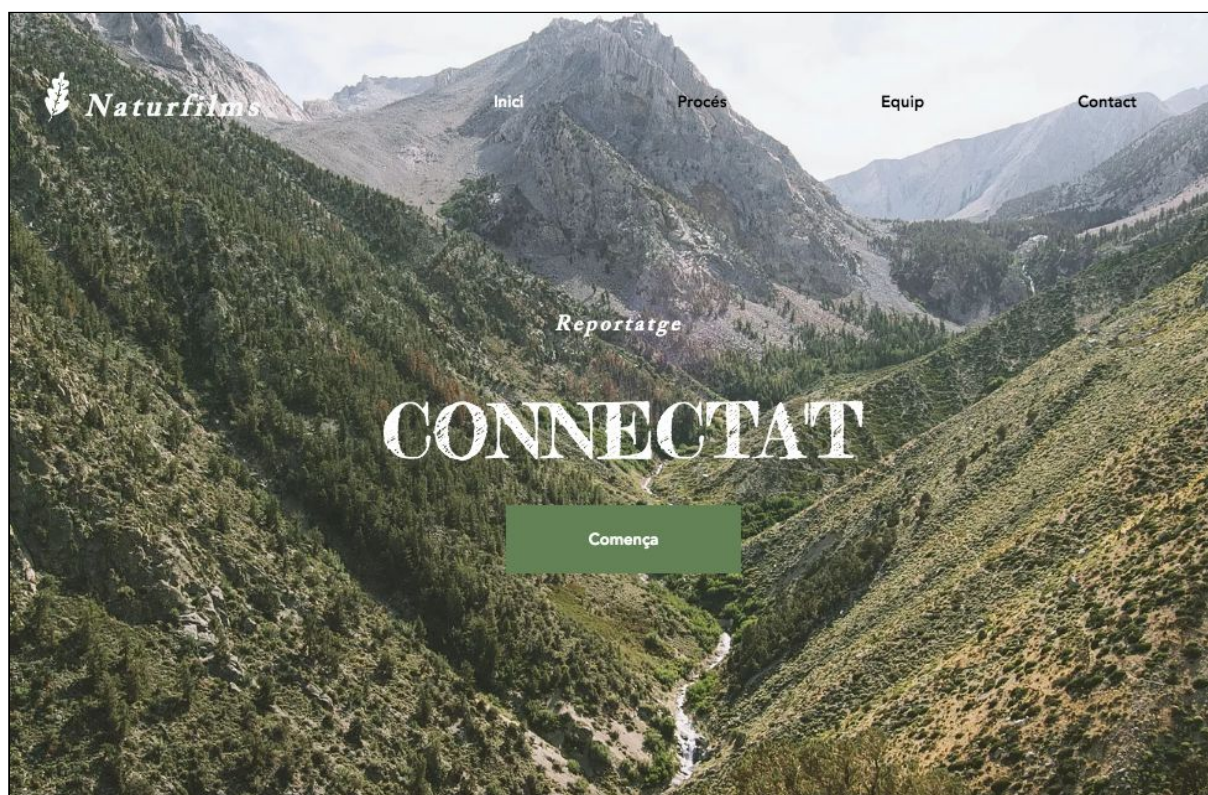 Naturfilms
Inici Procés Equip Contact
Reportatge
CONNECTAT
Comença